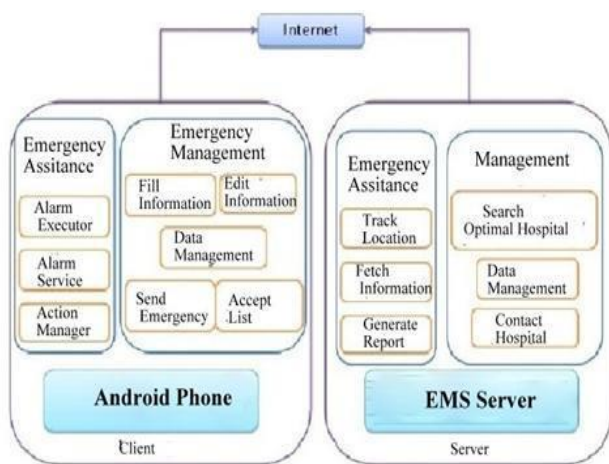 Internet
Emergency
Assitance
Alarm
Executor
Alarm
Service
Action
Manager
Emergency
Management
Fill
Information
Edit
Information
Data
Management
Send
Emergency
Accept
List
Android Phone
Client
Emergency
Assitance
Track
Location
Fetch
Information
Generate
Report
Management
Search
Optimal Hospital
Data
Management
Contact
Hospital
EMS Server
Server